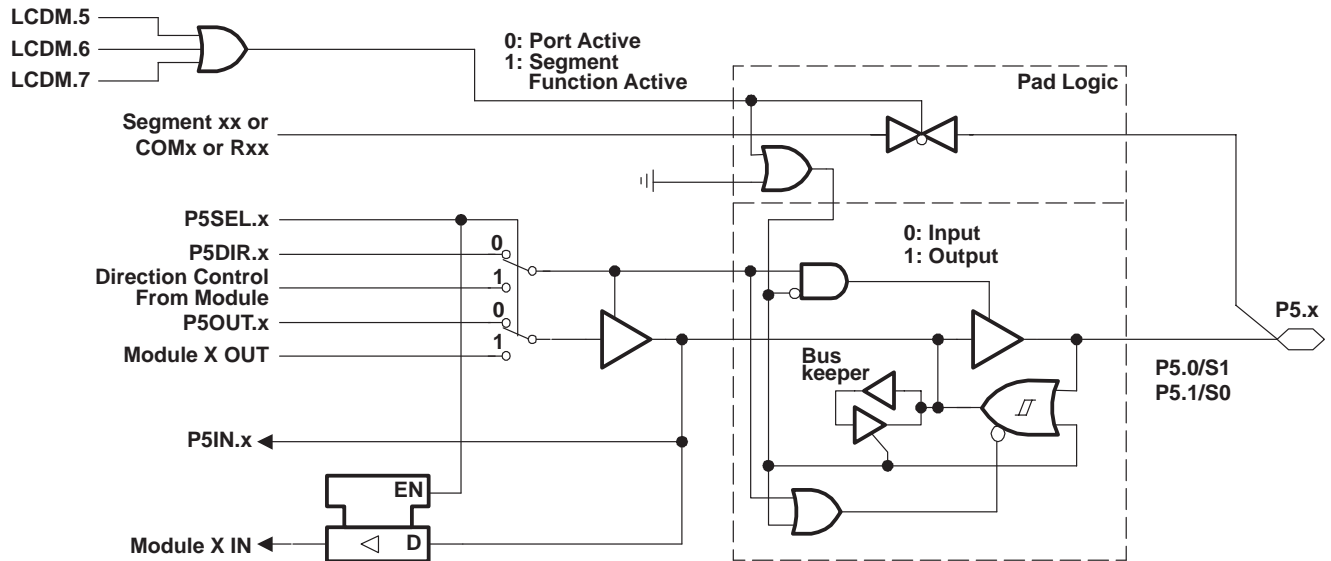 LCDM.5
LCDM.6
LCDM.7
0: Port Active
1: Segment
Function Active
Pad Logic
Segment xx or
COMx or Rxx
P5SEL.x
P5DIR.x
0
Direction Control
From Module
1
P5OUT.x
0
Module X OUT
1
0: Input
1: Output
Bus
keeper
P5.x
P5.0/S1
P5.1/S0
P5IN.x
EN
D
Module X IN